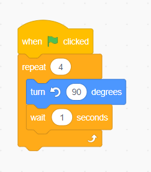 when clicked
repeat 4
turn 90 degrees
wait 1 seconds